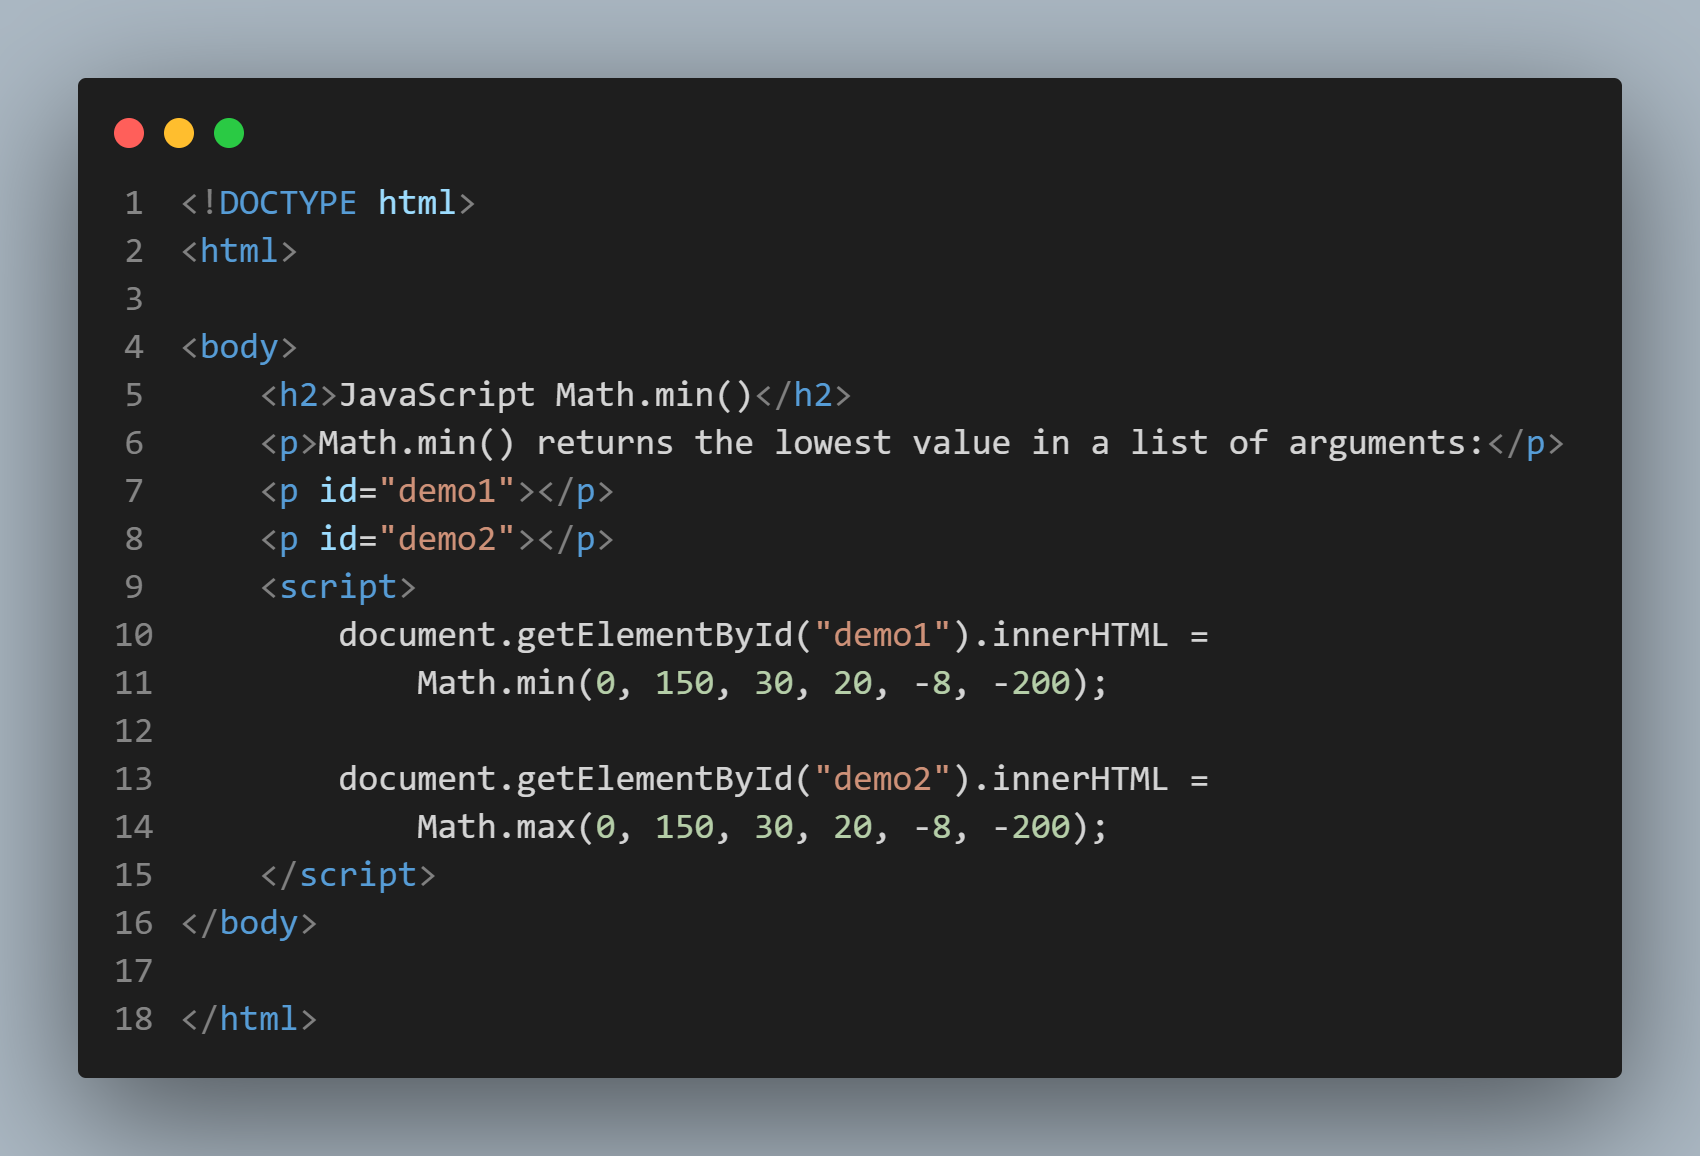 1 <!DOCTYPE html>
2 <html>
3
4 <body>
5     <h2>JavaScript Math.min()</h2>
6     <p>Math.min() returns the lowest value in a list of arguments:</p>
7     <p id="demo1"></p>
8     <p id="demo2"></p>
9     <script>
10         document.getElementById("demo1").innerHTML =
11             Math.min(0, 150, 30, 20, -8, -200);
12
13         document.getElementById("demo2").innerHTML =
14             Math.max(0, 150, 30, 20, -8, -200);
15     </script>
16 </body>
17
18 </html>